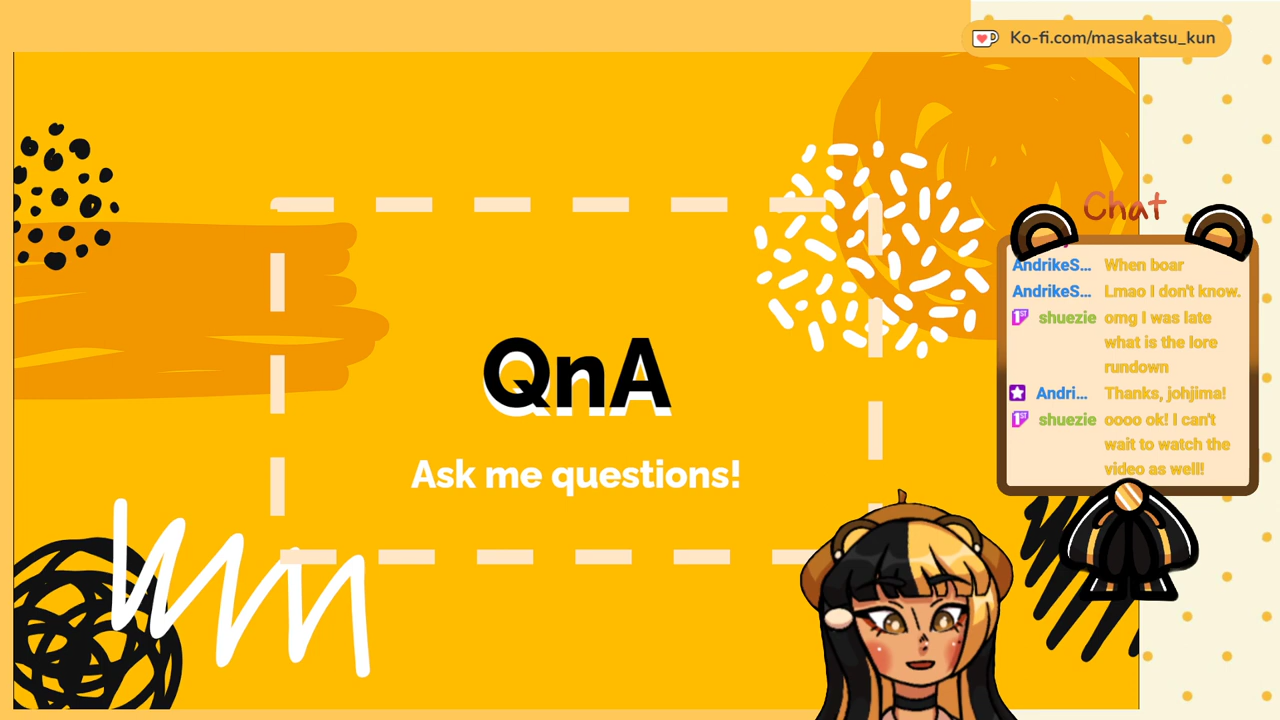 Ko-fi.com/masakatsu_kun
Chat
AndrikeS... When boar
AndrikeS... Lmao I don't know.
1ST shuezie omg I was late
what is the lore
rundown
Andri... Thanks, johjima!
1ST shuezie oooo ok! I can't
wait to watch the
video as well!
QnA
Ask me questions!